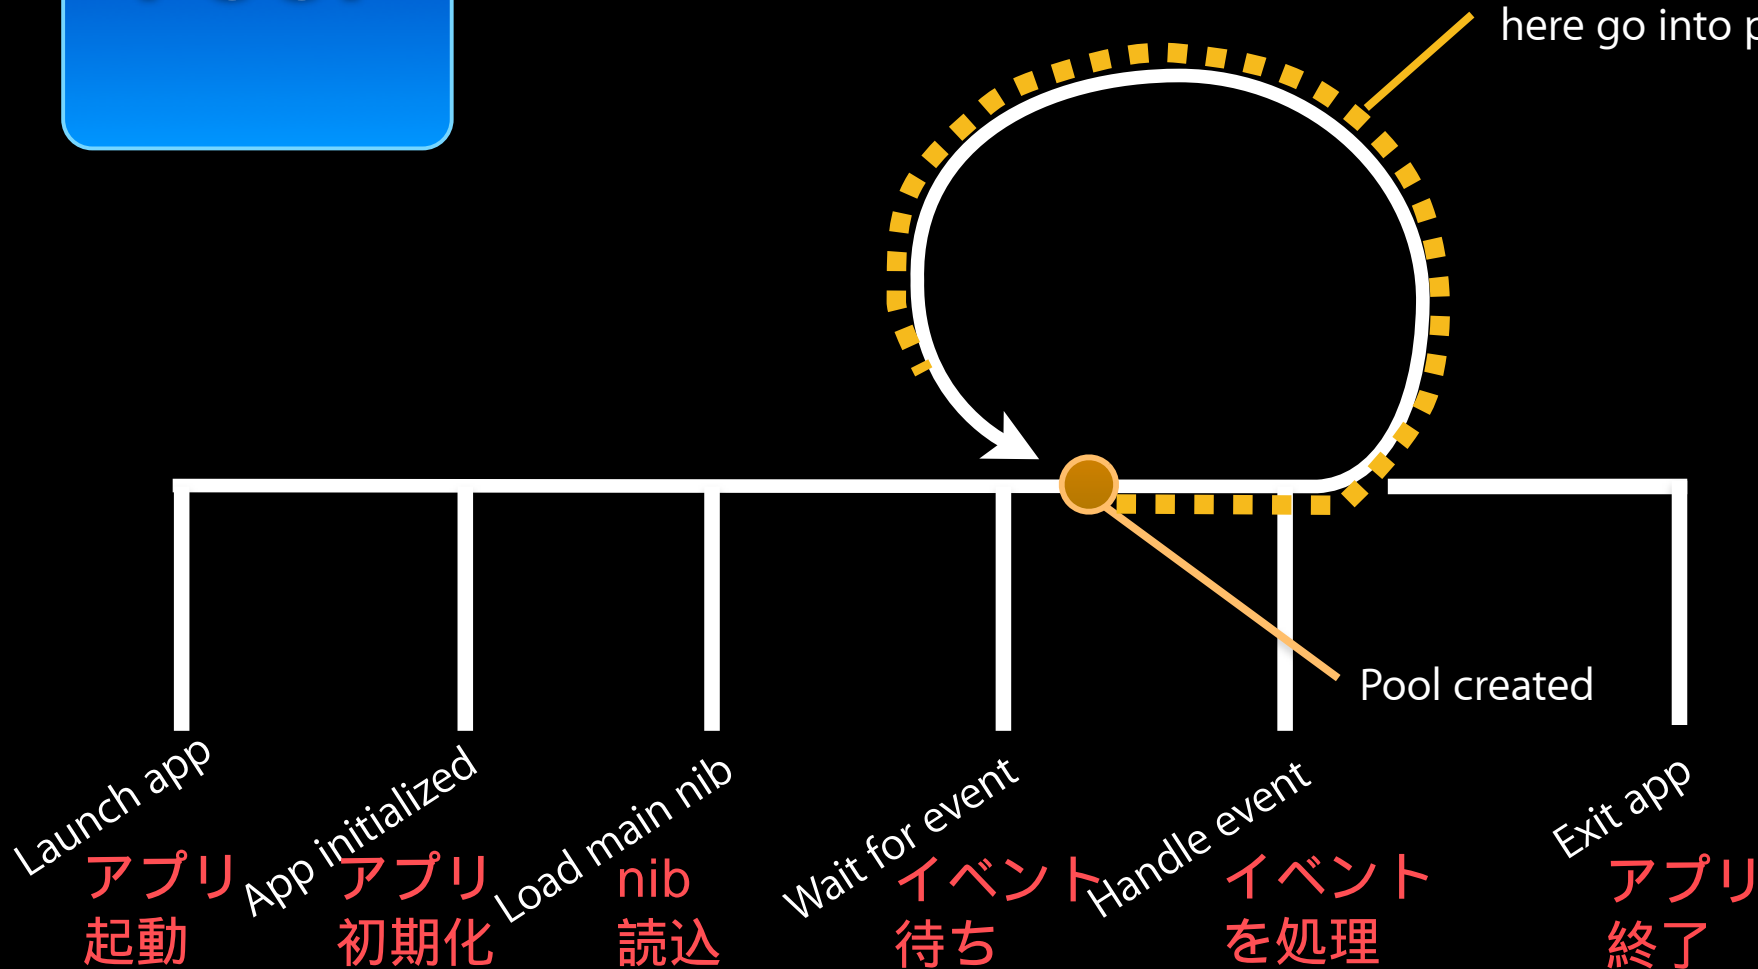 here go into
Pool created
Launch app
App initialized
Load main nib
Wait for event
Handle event
Exit app
アプリ
起動
アプリ
初期化
nib
読込
イベント
待ち
イベント
を処理
アプリ
終了